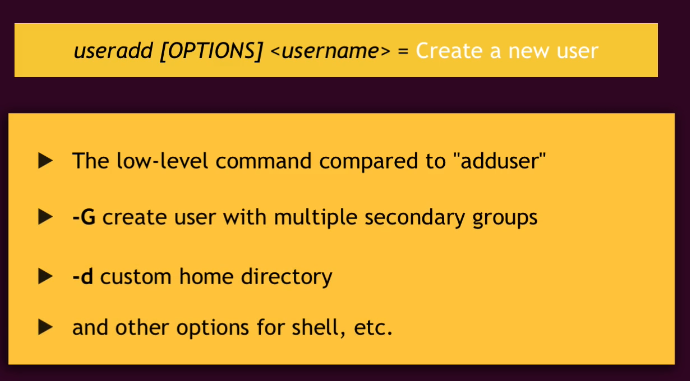 useradd [OPTIONS] <username> = Create a new user
► The low-level command compared to "adduser"
► -G create user with multiple secondary groups
► -d custom home directory
► and other options for shell, etc.